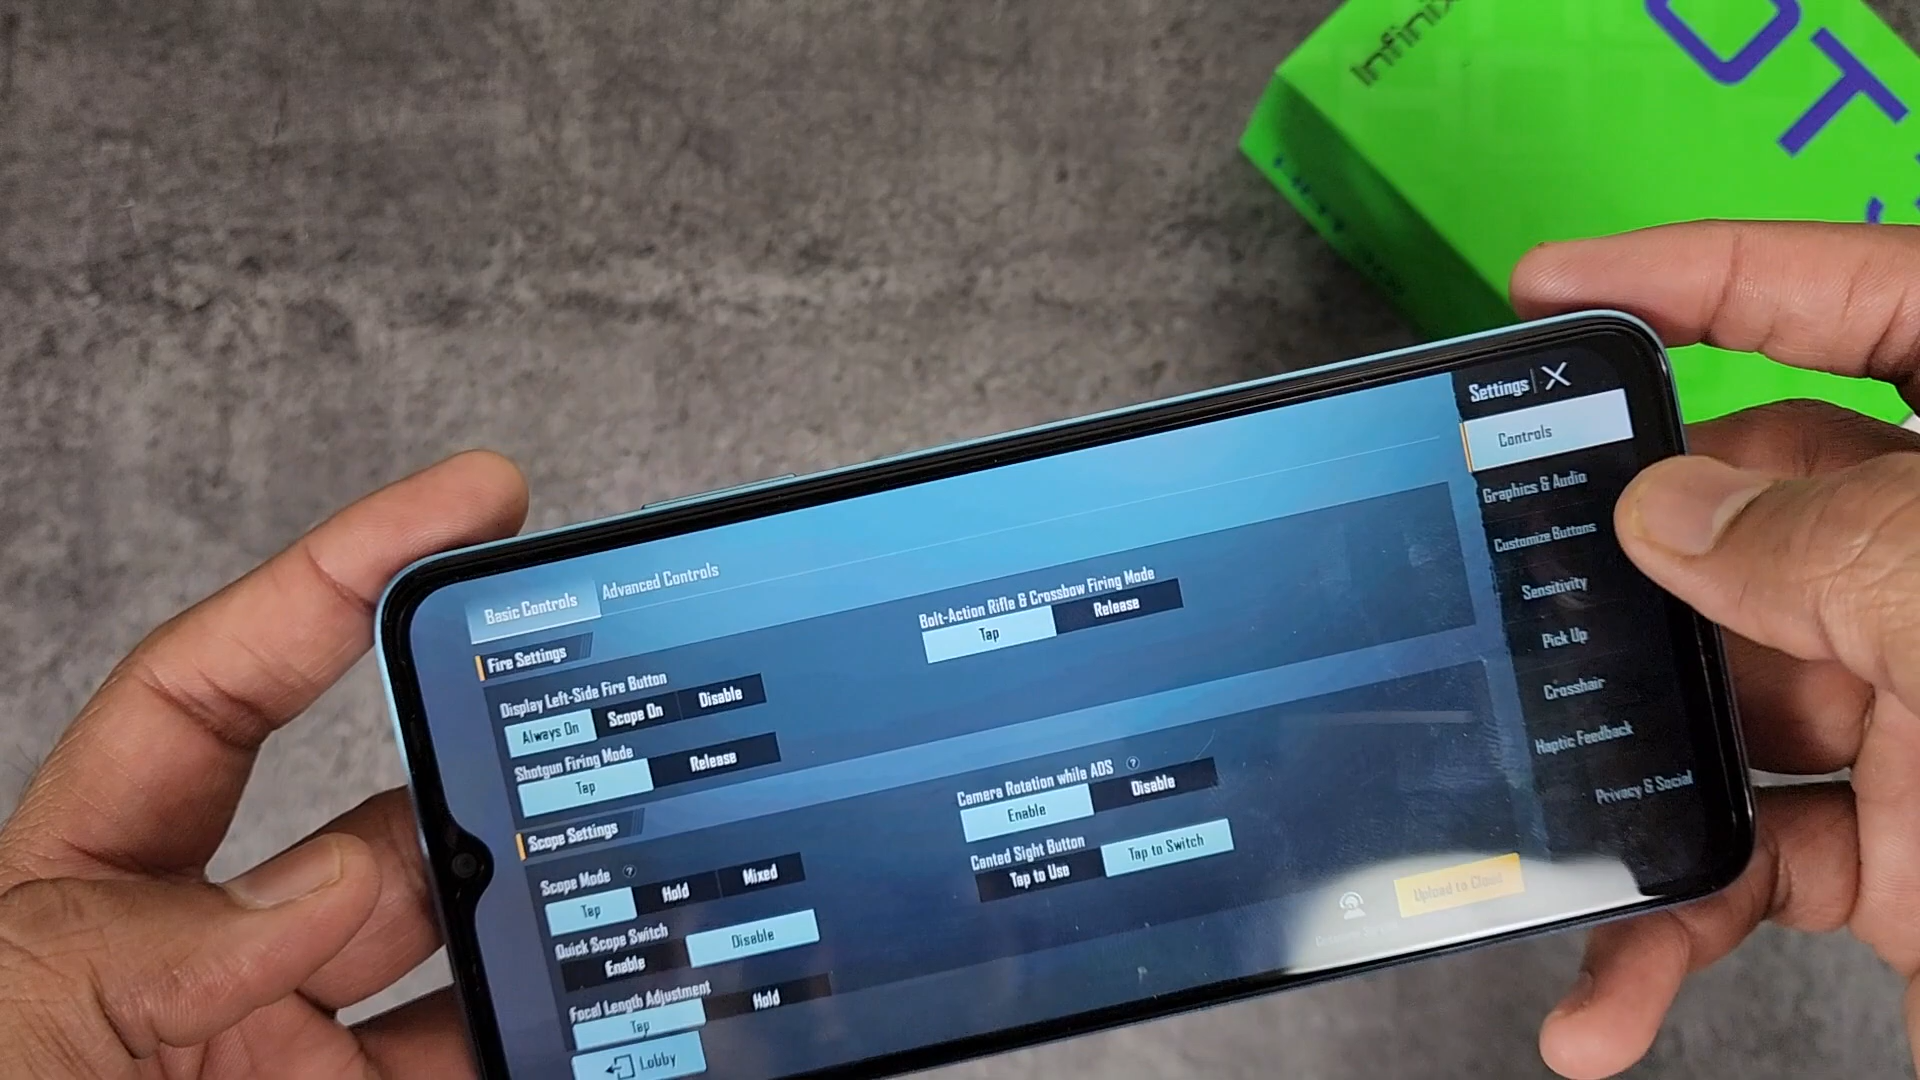 Infinix
OT
Settings
Controls
Graphics & Audio
Customize Buttons
Sensitivity
Pick Up
Crosshair
Haptic Feedback
Privacy & Social
Basic Controls
Advanced Controls
Fire Settings
Display Left-Side Fire Button
Always On
Scope On
Disable
Bolt-Action Rifle & Crossbow Firing Mode
Tap
Release
Shotgun Firing Mode
Tap
Release
Scope Settings
Scope Mode ?
Tap
Hold
Mixed
Camera Rotation while ADS ?
Enable
Disable
Quick Scope Switch
Enable
Disable
Canted Sight Button
Tap to Use
Tap to Switch
Focal Length Adjustment
Tap
Hold
Upload to Cloud
Lobby